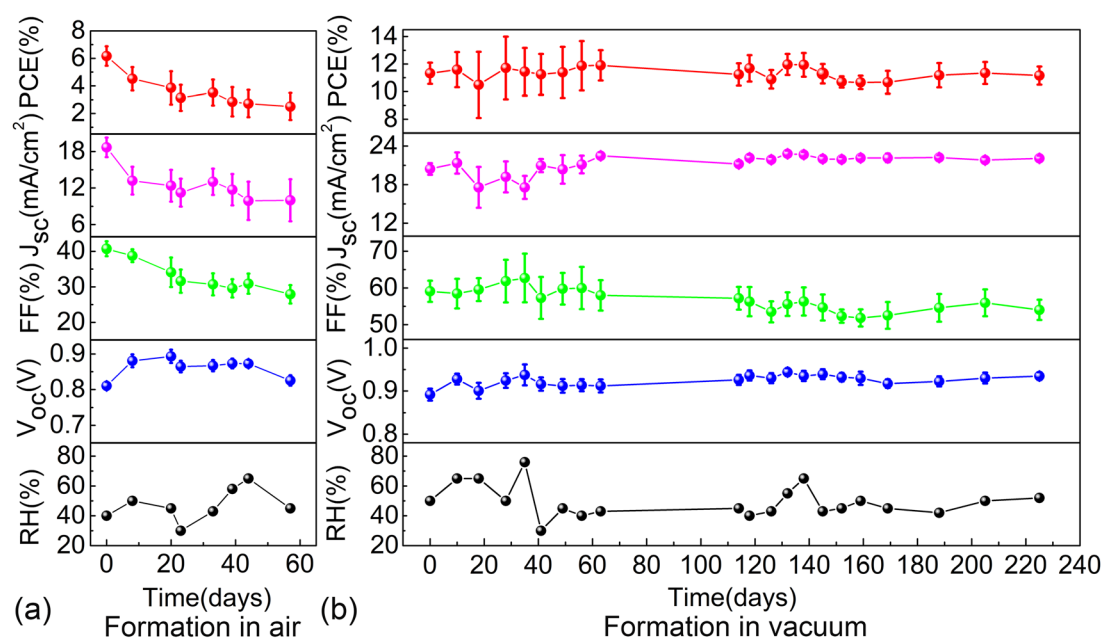 PCE(%)
8
6
4
2
J_sc(mA/cm²)
18
12
6
FF(%)
40
30
20
V_oc(V)
0.9
0.8
0.7
RH(%)
80
60
40
20
0 20 40 60
Time(days)
(a)
Formation in air
PCE(%)
14
12
10
8
J_sc(mA/cm²)
24
18
12
FF(%)
70
60
50
V_oc(V)
1.0
0.9
0.8
RH(%)
80
60
40
20
0 20 40 60 80 100 120 140 160 180 200 220 240
Time(days)
(b)
Formation in vacuum